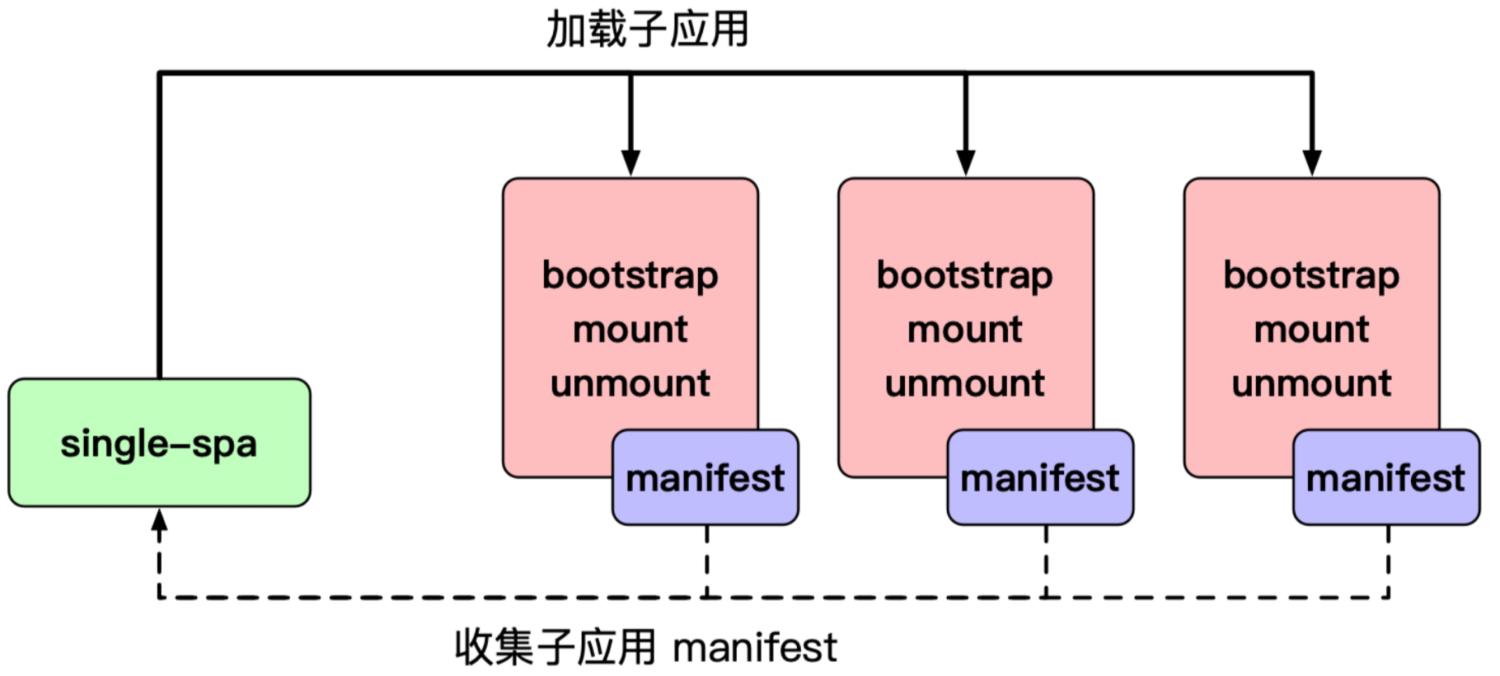 加载子应用
bootstrap
mount
unmount
manifest
bootstrap
mount
unmount
manifest
bootstrap
mount
unmount
manifest
single-spa
收集子应用 manifest